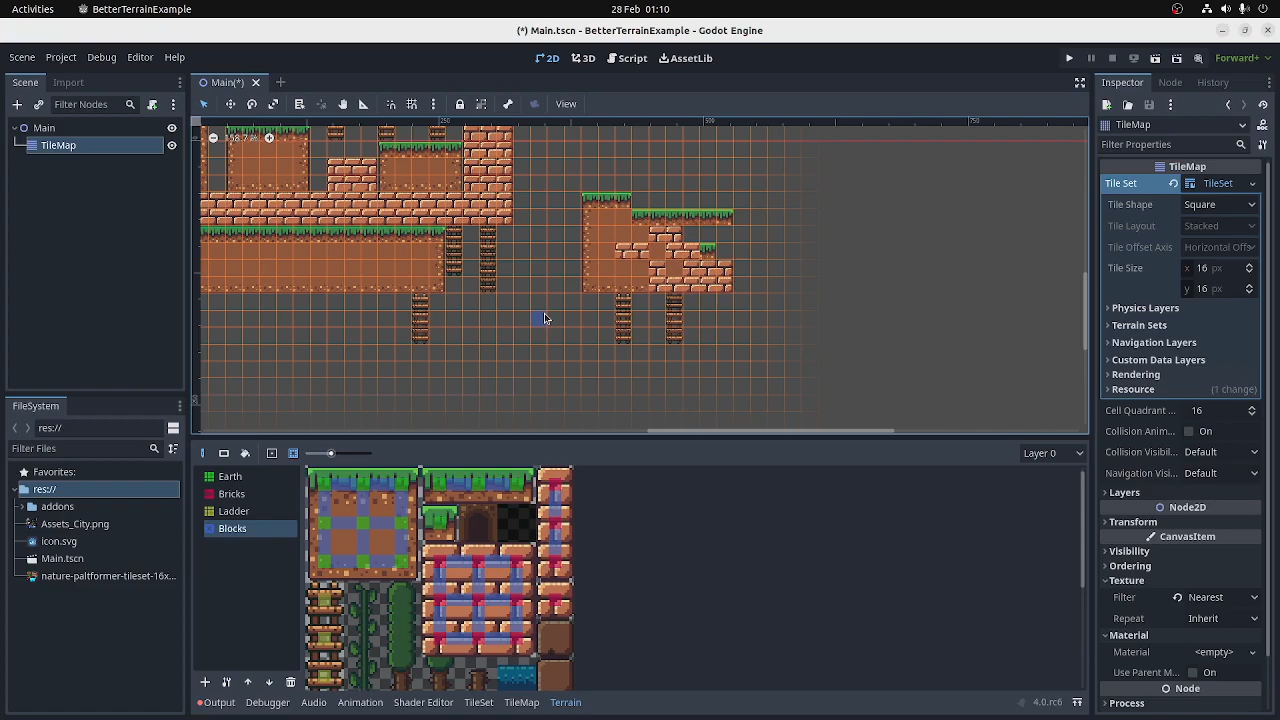 Activities
BetterTerrainExample
28 Feb 01:10
(*) Main.tscn - BetterTerrainExample - Godot Engine
Scene Project Debug Editor Help
2D 3D Script AssetLib
Forward+
Scene Import
Filter Nodes
Main
TileMap
Main(*)
View
250
500
750
FileSystem
res://
Filter Files
Favorites:
res://
addons
Assets_City.png
icon.svg
Main.tscn
nature-paltformer-tileset-16x...
Earth
Bricks
Ladder
Blocks
Layer 0
Output Debugger Audio Animation Shader Editor TileSet TileMap Terrain
4.0.rc6
Inspector Node History
TileMap
Filter Properties
TileMap
Tile Set TileSet
Tile Shape Square
Tile Layout Stacked
Tile Offset Axis Horizontal Offs
Tile Size x 16 px
y 16 px
Physics Layers
Terrain Sets
Navigation Layers
Custom Data Layers
Rendering
Resource (1 change)
Cell Quadrant ... 16
Collision Anim... On
Collision Visibil... Default
Navigation Vis... Default
Layers
Node2D
Transform
CanvasItem
Visibility
Ordering
Texture
Filter Nearest
Repeat Inherit
Material
Material <empty>
Use Parent M... On
Node
Process